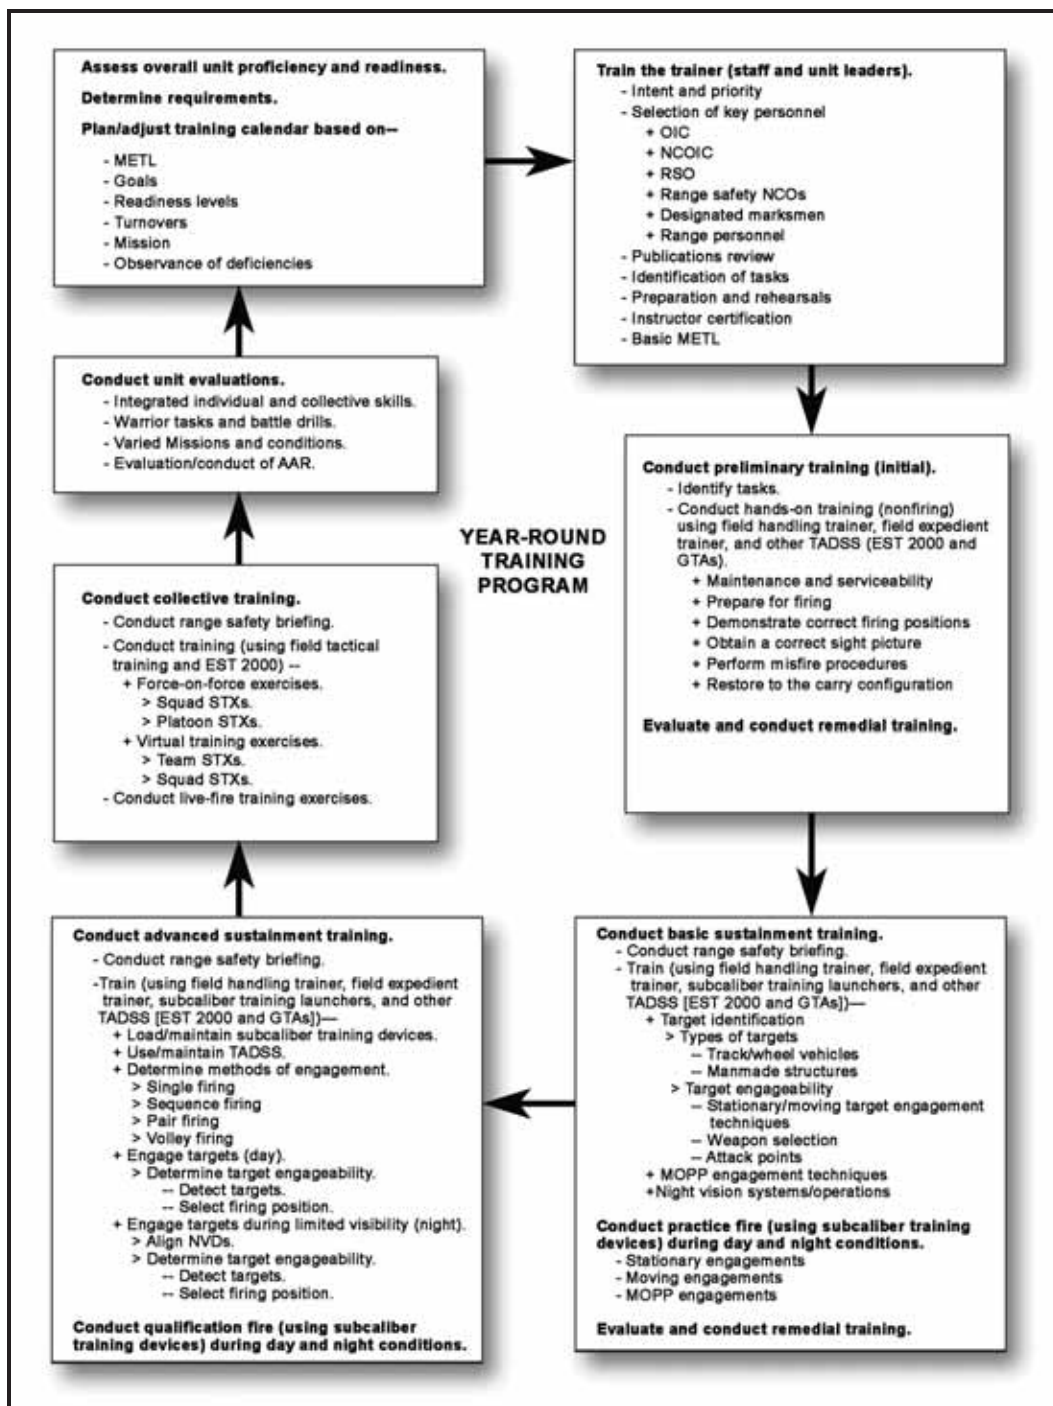 Assess overall unit proficiency and readiness.
Determine requirements.
Plan/adjust training calendar based on--
- METL
- Goals
- Readiness levels
- Turnovers
- Mission
- Observance of deficiencies
Train the trainer (staff and unit leaders).
- Intent and priority
- Selection of key personnel
+ OIC
+ NCOIC
+ RSO
+ Range safety NCOs
+ Designated marksmen
+ Range personnel
- Publications review
- Identification of tasks
- Preparation and rehearsals
- Instructor certification
- Basic METL
Conduct preliminary training (initial).
- Identify tasks.
- Conduct hands-on training (nonfiring)
using field handling trainer, field expedient
trainer, and other TADSS (EST 2000 and
GTAs).
+ Maintenance and serviceability
+ Prepare for firing
+ Demonstrate correct firing positions
+ Obtain a correct sight picture
+ Perform misfire procedures
+ Restore to the carry configuration
Evaluate and conduct remedial training.
Conduct basic sustainment training.
- Conduct range safety briefing.
- Train (using field handling trainer, field expedient
trainer, subcaliber training launchers, and other
TADSS [EST 2000 and GTAs])—
+ Target identification
> Types of targets
-- Track/wheel vehicles
-- Manmade structures
> Target engageability
-- Stationary/moving target engagement
techniques
-- Weapon selection
-- Attack points
+ MOPP engagement techniques
+Night vision systems/operations
Conduct practice fire (using subcaliber training
devices) during day and night conditions.
- Stationary engagements
- Moving engagements
- MOPP engagements
Evaluate and conduct remedial training.
Conduct advanced sustainment training.
- Conduct range safety briefing.
-Train (using field handling trainer, field expedient
trainer, subcaliber training launchers, and other
TADSS [EST 2000 and GTAs])—
+ Load/maintain subcaliber training devices.
+ Use/maintain TADSS.
+ Determine methods of engagement.
> Single firing
> Sequence firing
> Pair firing
> Volley firing
+ Engage targets (day).
> Determine target engageability.
-- Detect targets.
-- Select firing position.
+ Engage targets during limited visibility (night).
> Align NVDs.
> Determine target engageability.
-- Detect targets.
-- Select firing position.
Conduct qualification fire (using subcaliber
training devices) during day and night conditions.
Conduct collective training.
- Conduct range safety briefing.
- Conduct training (using field tactical
training and EST 2000) --
+ Force-on-force exercises.
> Squad STXs.
> Platoon STXs.
+ Virtual training exercises.
> Team STXs.
> Squad STXs.
- Conduct live-fire training exercises.
Conduct unit evaluations.
- Integrated individual and collective skills.
- Warrior tasks and battle drills.
- Varied Missions and conditions.
- Evaluation/conduct of AAR.
YEAR-ROUND
TRAINING
PROGRAM